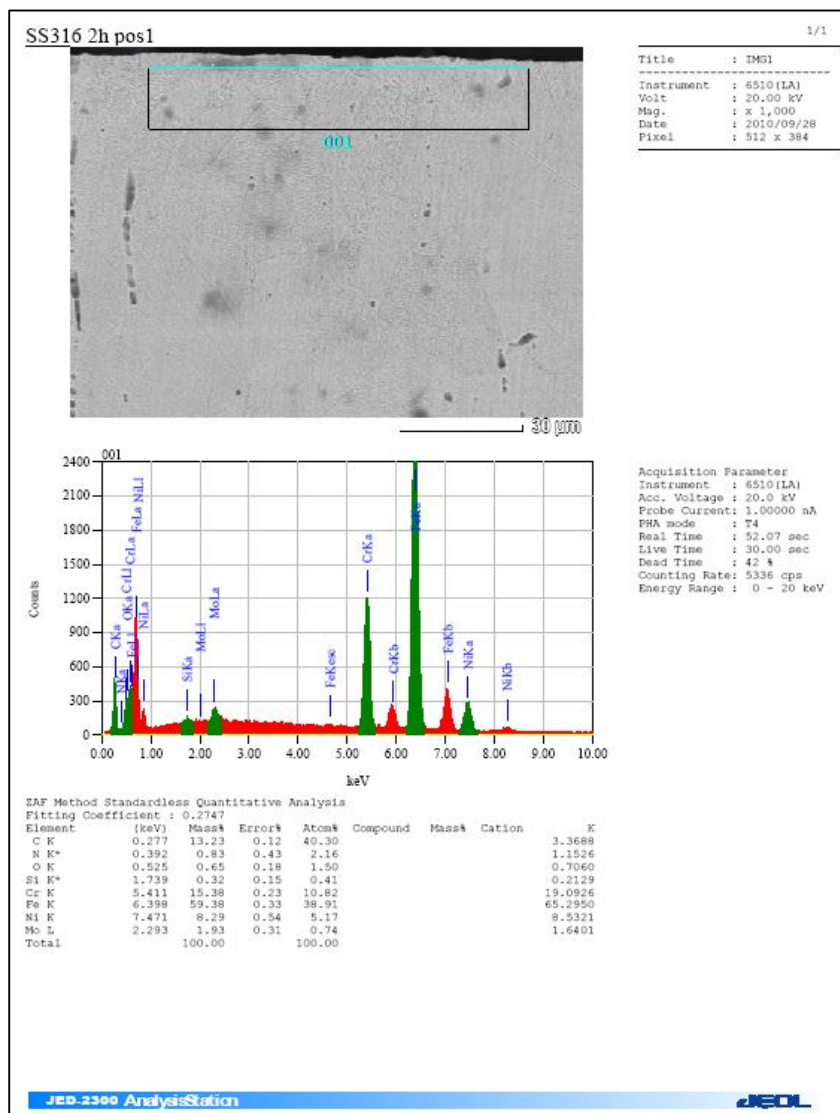 SS316 2h pos1
1/1
Title : IMG1
Instrument : 6510(LA)
Volt : 20.00 kV
Mag. : x 1,000
Date : 2010/09/28
Pixel : 512 x 384
001
30 µm
001
2400
2100
1800
1500
1200
900
600
300
0
Counts
CKa
NKa
OKa
CrLl
CrLa
FeLl
FeLa
NiLl
NiLa
SiKa
MoLl
MoLa
FeKesc
CrKa
CrKb
FeKa
FeKb
NiKa
NiKb
0.00 1.00 2.00 3.00 4.00 5.00 6.00 7.00 8.00 9.00 10.00
keV
Acquisition Parameter
Instrument : 6510(LA)
Acc. Voltage : 20.0 kV
Probe Current: 1.00000 nA
PHA mode : T4
Real Time : 52.07 sec
Live Time : 30.00 sec
Dead Time : 42 %
Counting Rate: 5336 cps
Energy Range : 0 - 20 keV
ZAF Method Standardless Quantitative Analysis
Fitting Coefficient : 0.2747
Element (keV) Mass% Error% Atom% Compound Mass% Cation K
C K 0.277 13.23 0.12 40.30 3.3688
N K* 0.392 0.83 0.43 2.16 1.1526
O K 0.525 0.65 0.18 1.50 0.7060
Si K* 1.739 0.32 0.15 0.41 0.2129
Cr K 5.411 15.38 0.23 10.82 19.0926
Fe K 6.398 59.38 0.33 38.91 65.2950
Ni K 7.471 8.29 0.54 5.17 8.5321
Mo L 2.293 1.93 0.31 0.74 1.6401
Total 100.00 100.00
JED-2300 AnalysisStation
JEOL